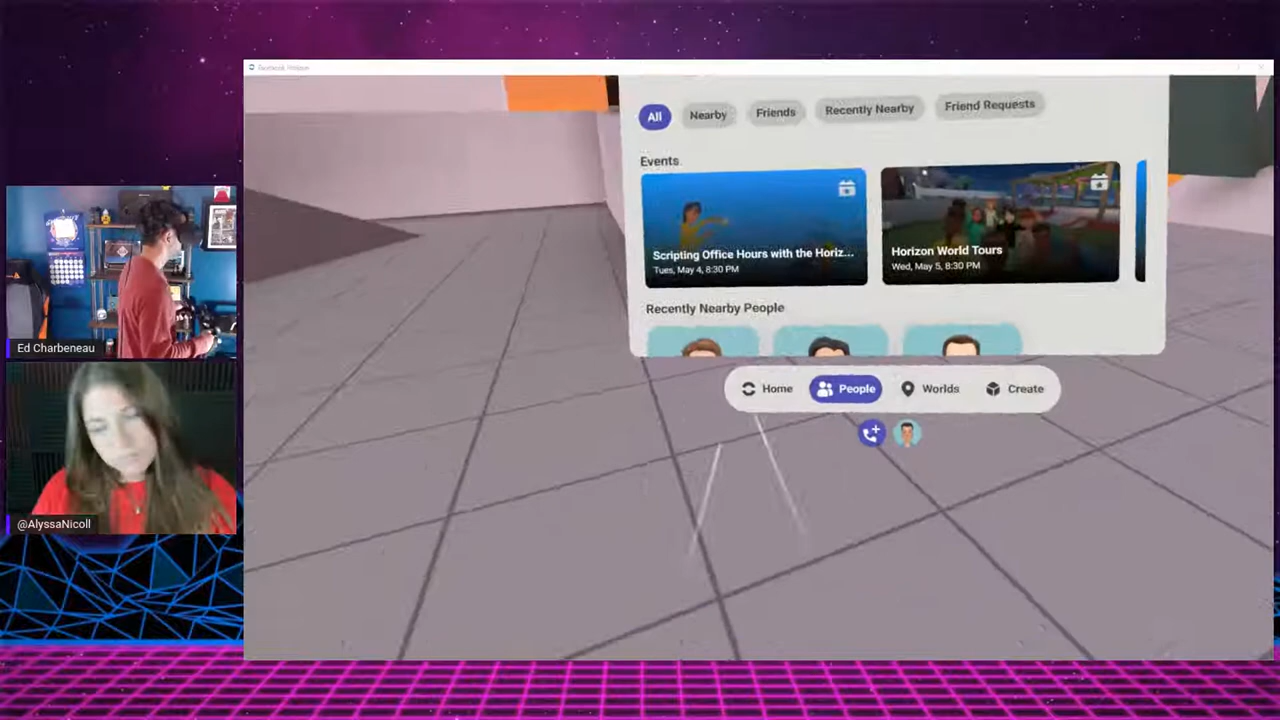 Facebook Horizon
All
Nearby
Friends
Recently Nearby
Friend Requests
Events
Scripting Office Hours with the Horiz...
Tues, May 4, 8:30 PM
Horizon World Tours
Wed, May 5, 8:30 PM
Recently Nearby People
Home
People
Worlds
Create
Ed Charbeneau
@AlyssaNicoll